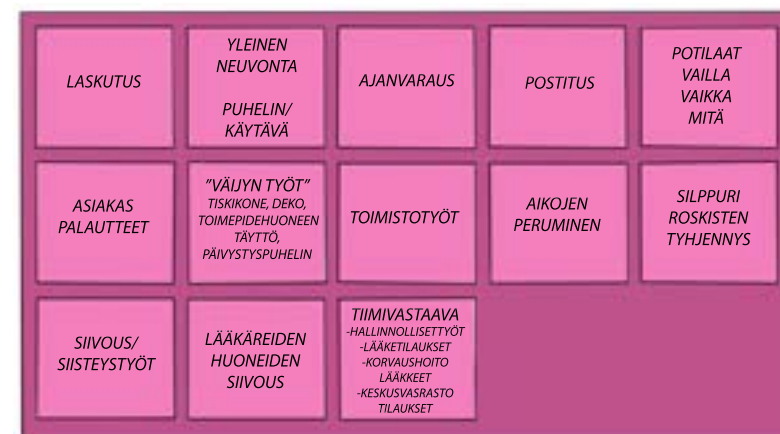 LASKUTUS
YLEINEN
NEUVONTA
PUHELIN/
KÄYTÄVÄ
AJANVARAUS
POSTITUS
POTILAAT
VAILLA
VAIKKA
MITÄ
ASIAKAS
PALAUTTEET
"VÄIJYN TYÖT"
TISKIKONE, DEKO,
TOIMEPIDEHUONEEN
TÄYTTÖ,
PÄIVYSTYSPUHELIN
TOIMISTOTYÖT
AIKOJEN
PERUMINEN
SILPPURI
ROSKISTEN
TYHJENNYS
SIIVOUS/
SIISTEYSTYÖT
LÄÄKÄREIDEN
HUONEIDEN
SIIVOUS
TIIMIVASTAAVA
-HALLINNOLLISETTYÖT
-LÄÄKETILAUKSET
-KORVAUSHOITO
LÄÄKKEET
-KESKUSVASRASTO
TILAUKSET